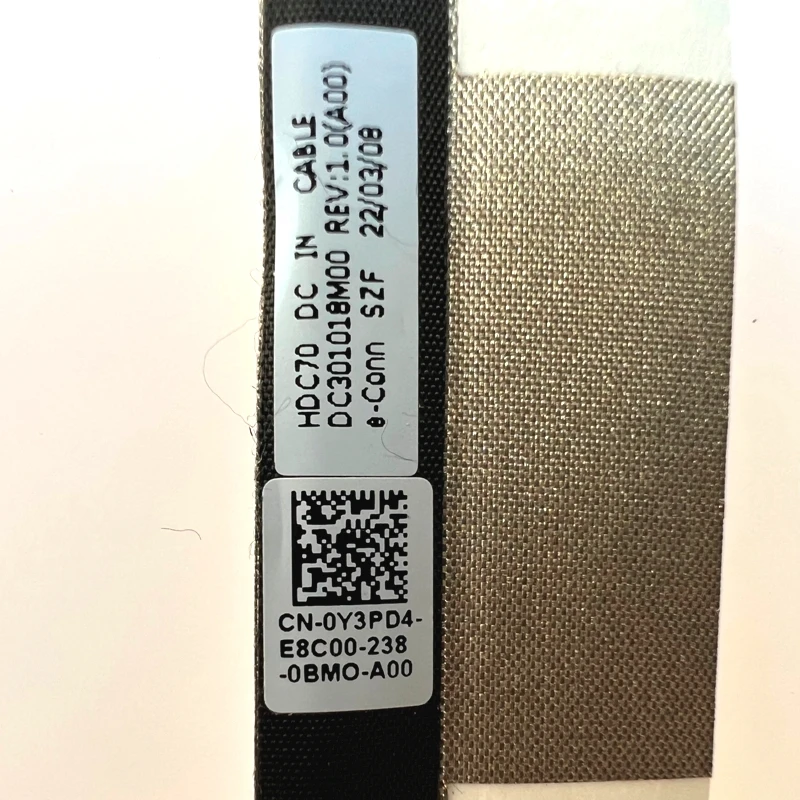 HDC70 DC IN CABLE
DC301018M00 REV:1.0(A00)
e-Conn SZF 22/03/08
CN-0Y3PD4-
E8C00-238
-0BMO-A00